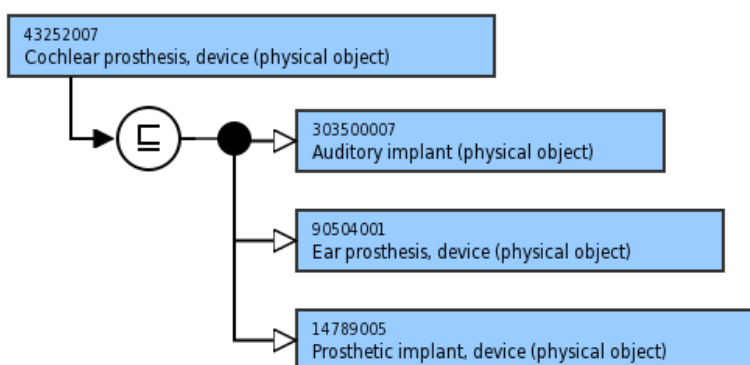 43252007
Cochlear prosthesis, device (physical object)
⊑
303500007
Auditory implant (physical object)
90504001
Ear prosthesis, device (physical object)
14789005
Prosthetic implant, device (physical object)